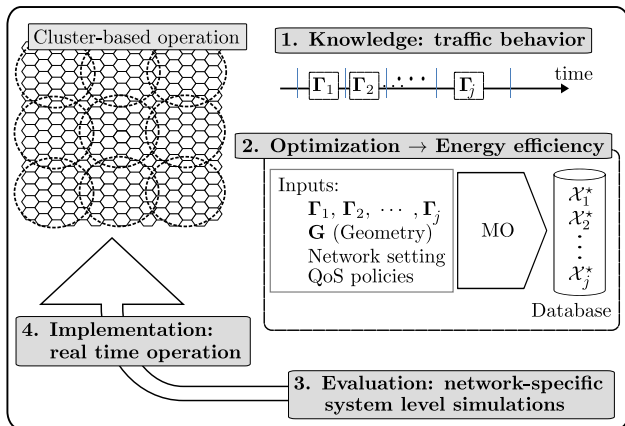 Cluster-based operation
1. Knowledge: traffic behavior
Γ₁ Γ₂ ..... Γⱼ
time
2. Optimization → Energy efficiency
Inputs:
Γ₁, Γ₂, ⋯ , Γⱼ
G (Geometry)
Network setting
QoS policies
MO
𝒳₁⋆
𝒳₂⋆
⋮
𝒳ⱼ⋆
Database
4. Implementation:
real time operation
3. Evaluation: network-specific
system level simulations